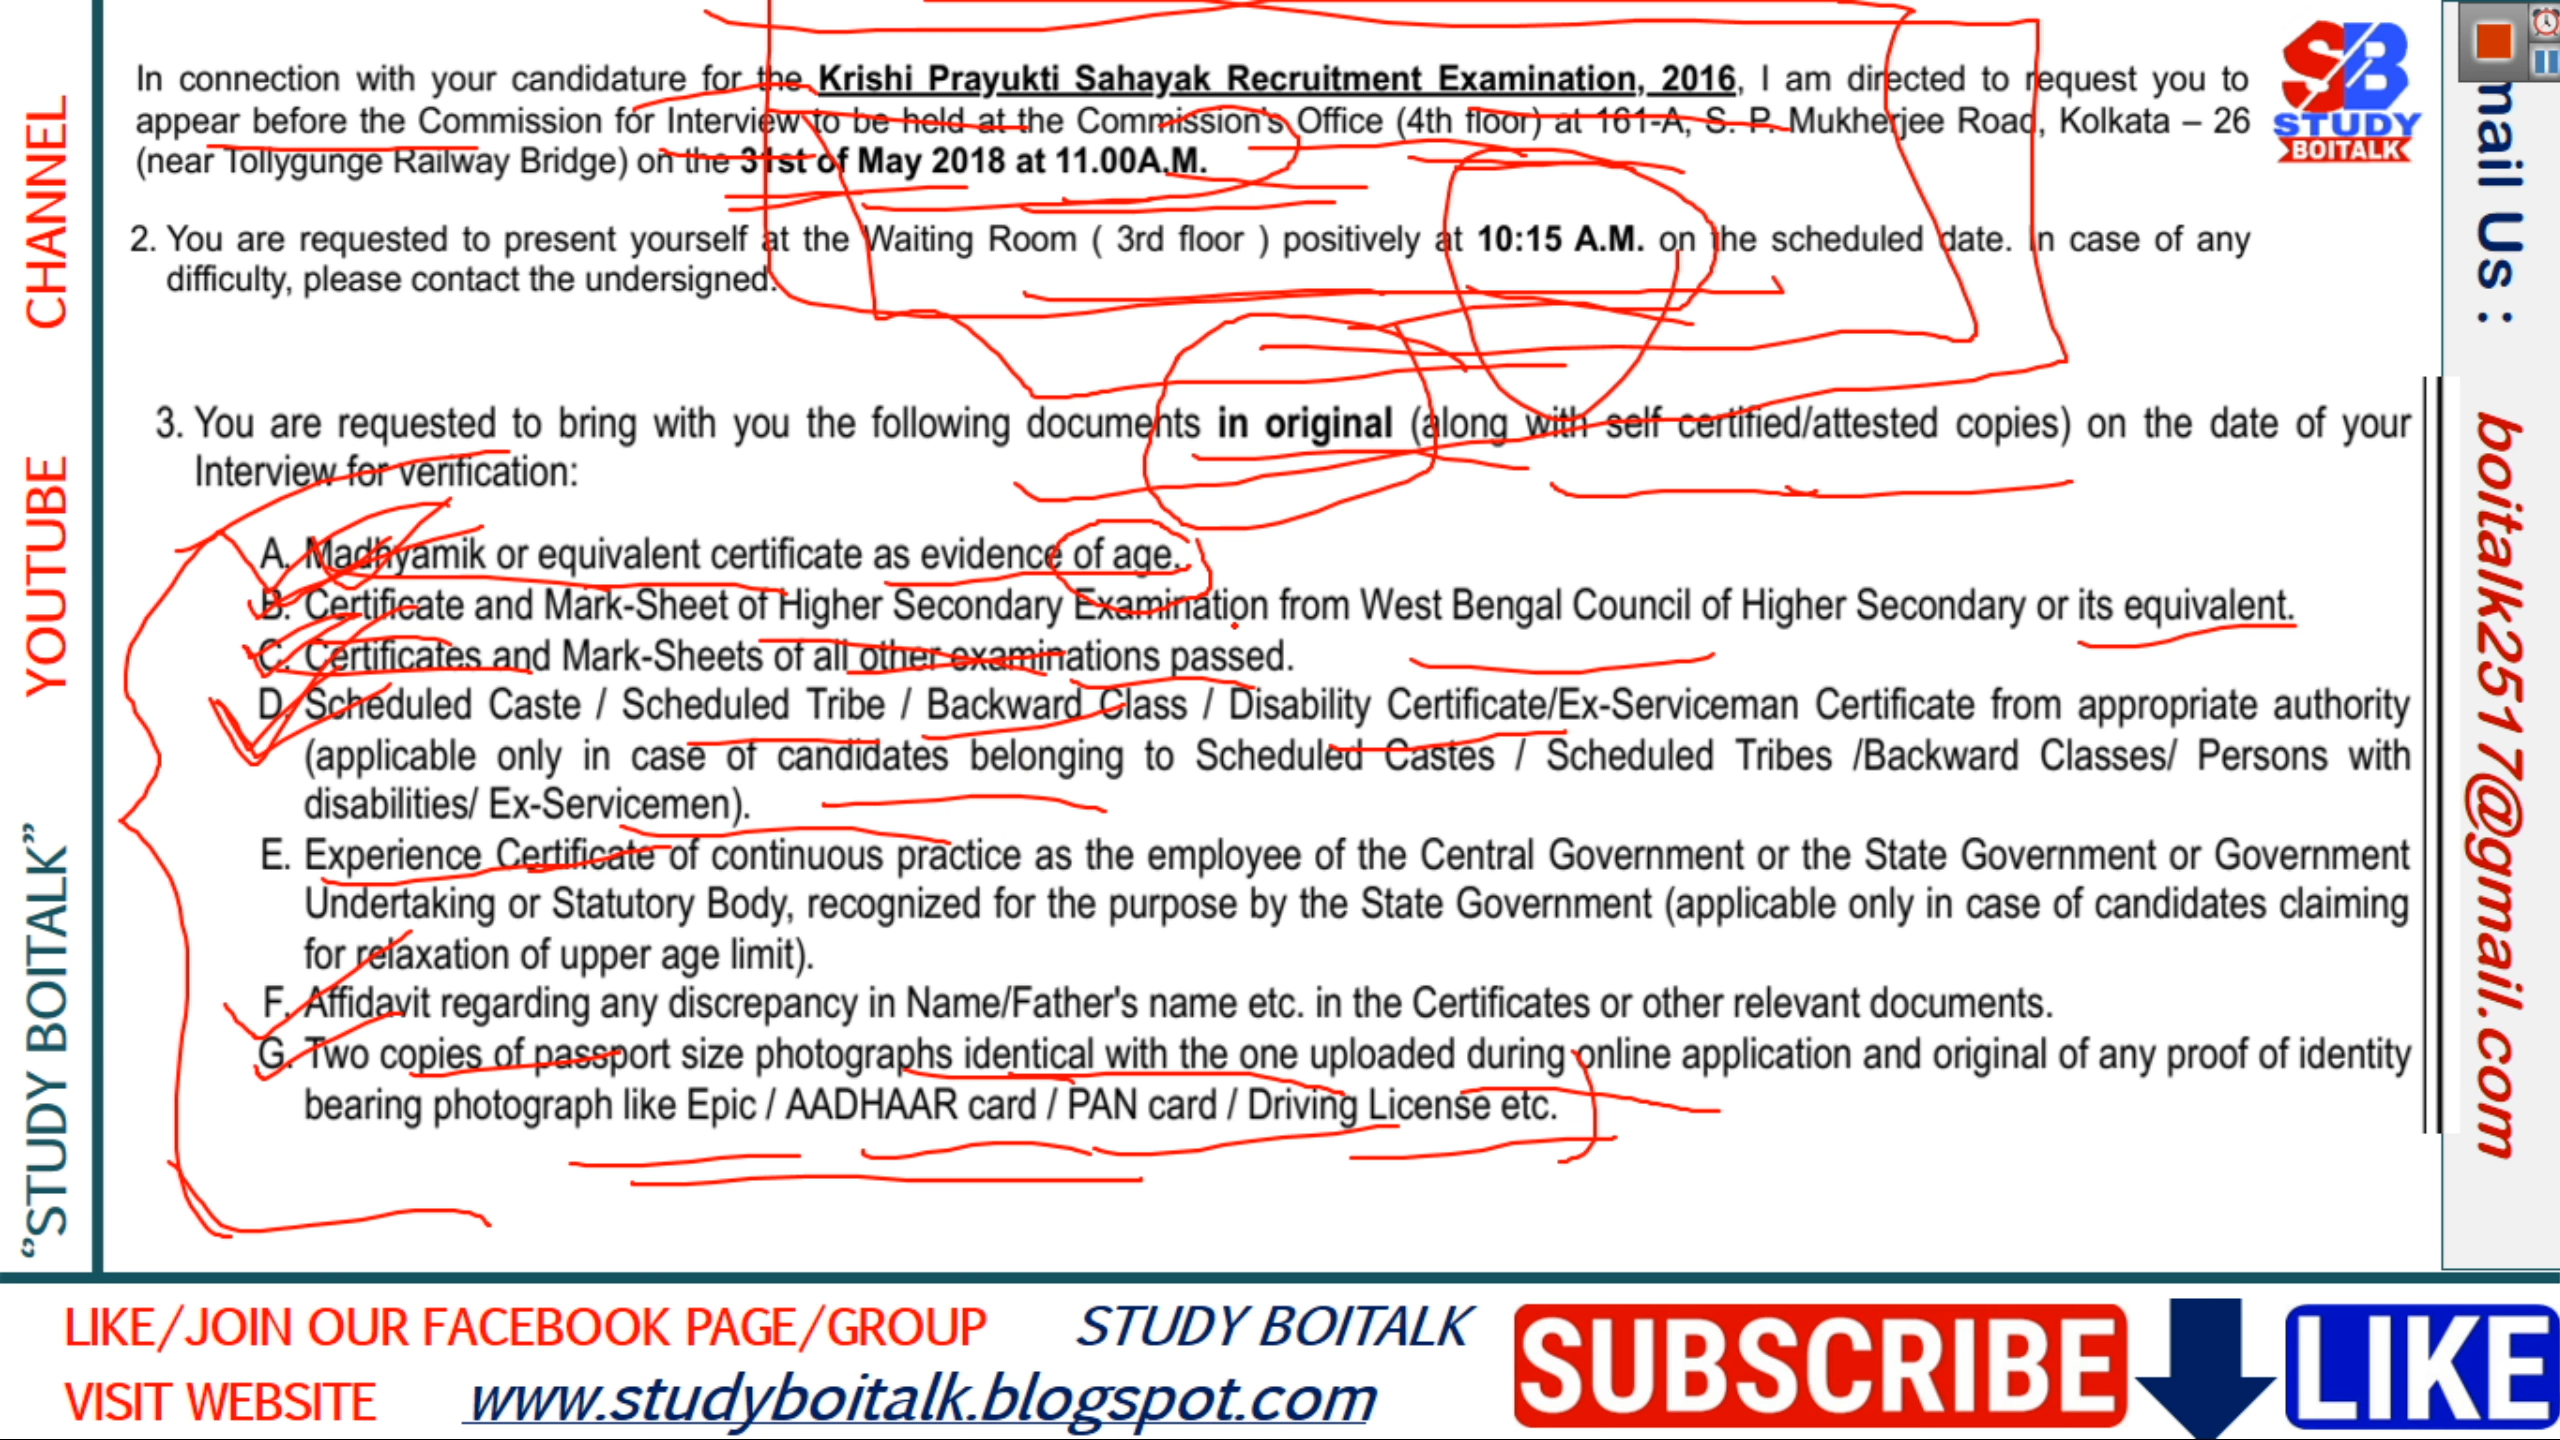 In connection with your candidature for the Krishi Prayukti Sahayak Recruitment Examination, 2016, I am directed to request you to
appear before the Commission for Interview to be held at the Commission's Office (4th floor) at 161-A, S. P. Mukherjee Road, Kolkata – 26
(near Tollygunge Railway Bridge) on the 31st of May 2018 at 11.00A.M.
2. You are requested to present yourself at the Waiting Room ( 3rd floor ) positively at 10:15 A.M. on the scheduled date. In case of any
difficulty, please contact the undersigned.
3. You are requested to bring with you the following documents in original (along with self certified/attested copies) on the date of your
Interview for verification:
A. Madhyamik or equivalent certificate as evidence of age.
B. Certificate and Mark-Sheet of Higher Secondary Examination from West Bengal Council of Higher Secondary or its equivalent.
C. Certificates and Mark-Sheets of all other examinations passed.
D. Scheduled Caste / Scheduled Tribe / Backward Class / Disability Certificate/Ex-Serviceman Certificate from appropriate authority
(applicable only in case of candidates belonging to Scheduled Castes / Scheduled Tribes /Backward Classes/ Persons with
disabilities/ Ex-Servicemen).
E. Experience Certificate of continuous practice as the employee of the Central Government or the State Government or Government
Undertaking or Statutory Body, recognized for the purpose by the State Government (applicable only in case of candidates claiming
for relaxation of upper age limit).
F. Affidavit regarding any discrepancy in Name/Father's name etc. in the Certificates or other relevant documents.
G. Two copies of passport size photographs identical with the one uploaded during online application and original of any proof of identity
bearing photograph like Epic / AADHAAR card / PAN card / Driving License etc.
"STUDY BOITALK" YOUTUBE CHANNEL
SB
STUDY
BOITALK
mail Us : boitalk2517@gmail.com
LIKE/JOIN OUR FACEBOOK PAGE/GROUP STUDY BOITALK
VISIT WEBSITE www.studyboitalk.blogspot.com
SUBSCRIBE LIKE